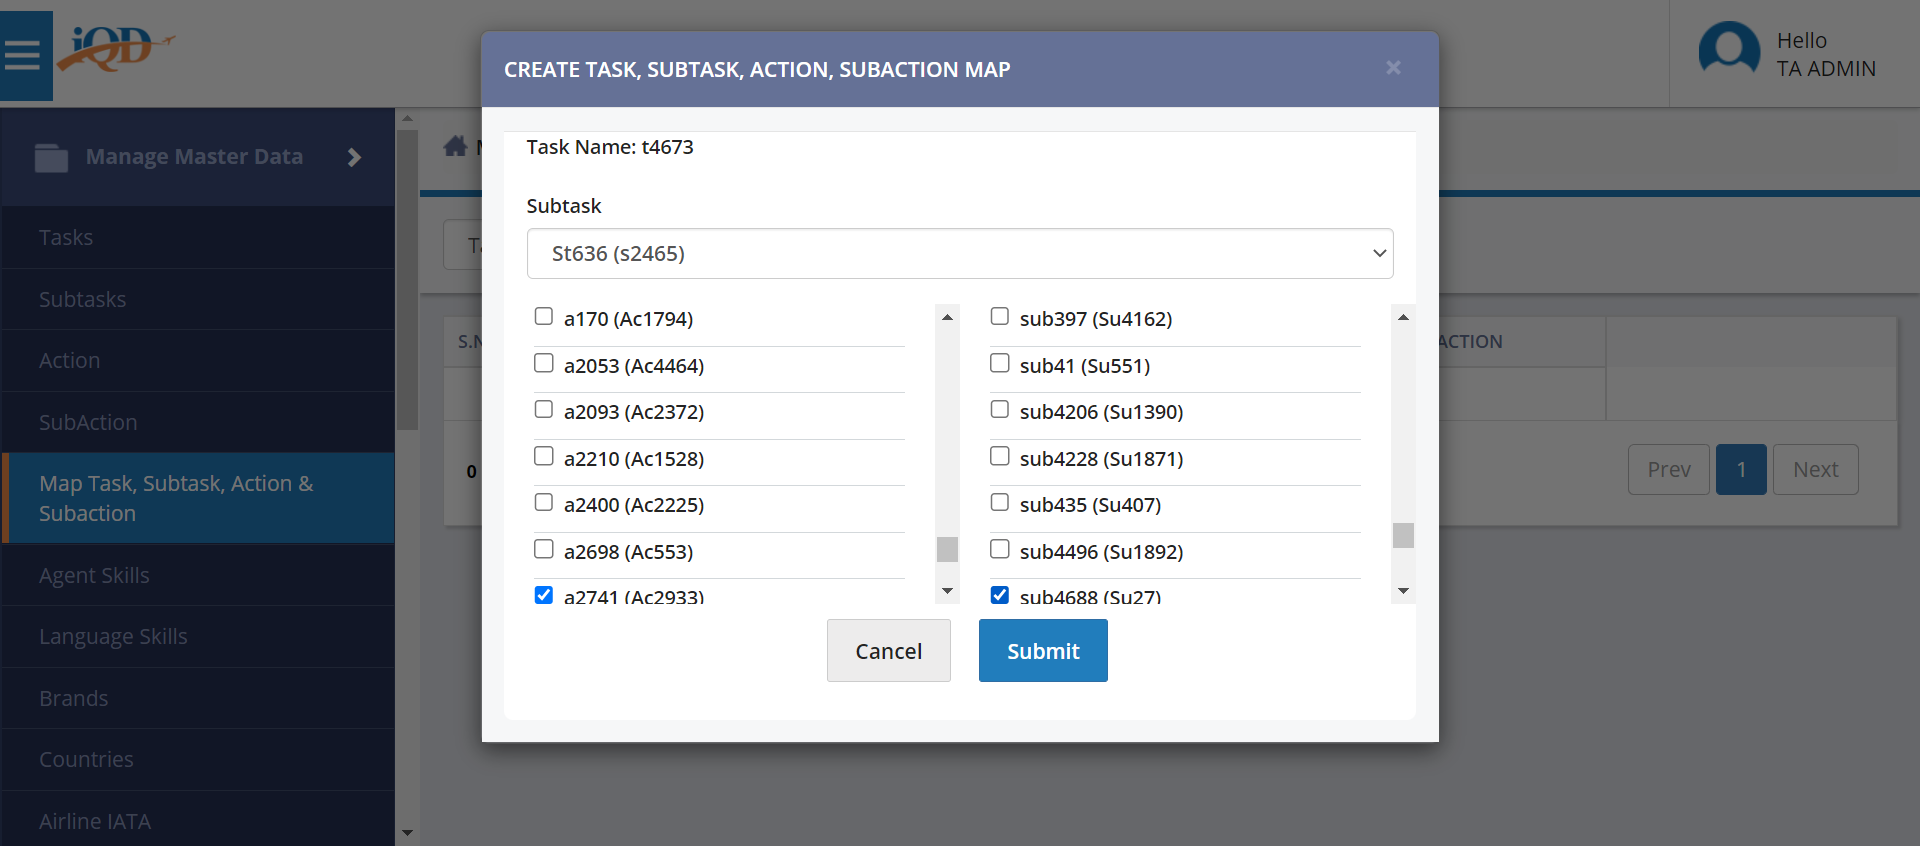 iQD
Hello
TA ADMIN
CREATE TASK, SUBTASK, ACTION, SUBACTION MAP
×
Manage Master Data
Tasks
Subtasks
Action
SubAction
Map Task, Subtask, Action &
Subaction
Agent Skills
Language Skills
Brands
Countries
Airline IATA
Task Name: t4673
Subtask
St636 (s2465)
a170 (Ac1794)
a2053 (Ac4464)
a2093 (Ac2372)
a2210 (Ac1528)
a2400 (Ac2225)
a2698 (Ac553)
a2741 (Ac2933)
sub397 (Su4162)
sub41 (Su551)
sub4206 (Su1390)
sub4228 (Su1871)
sub435 (Su407)
sub4496 (Su1892)
sub4688 (Su27)
Cancel
Submit
ACTION
0
Prev
1
Next